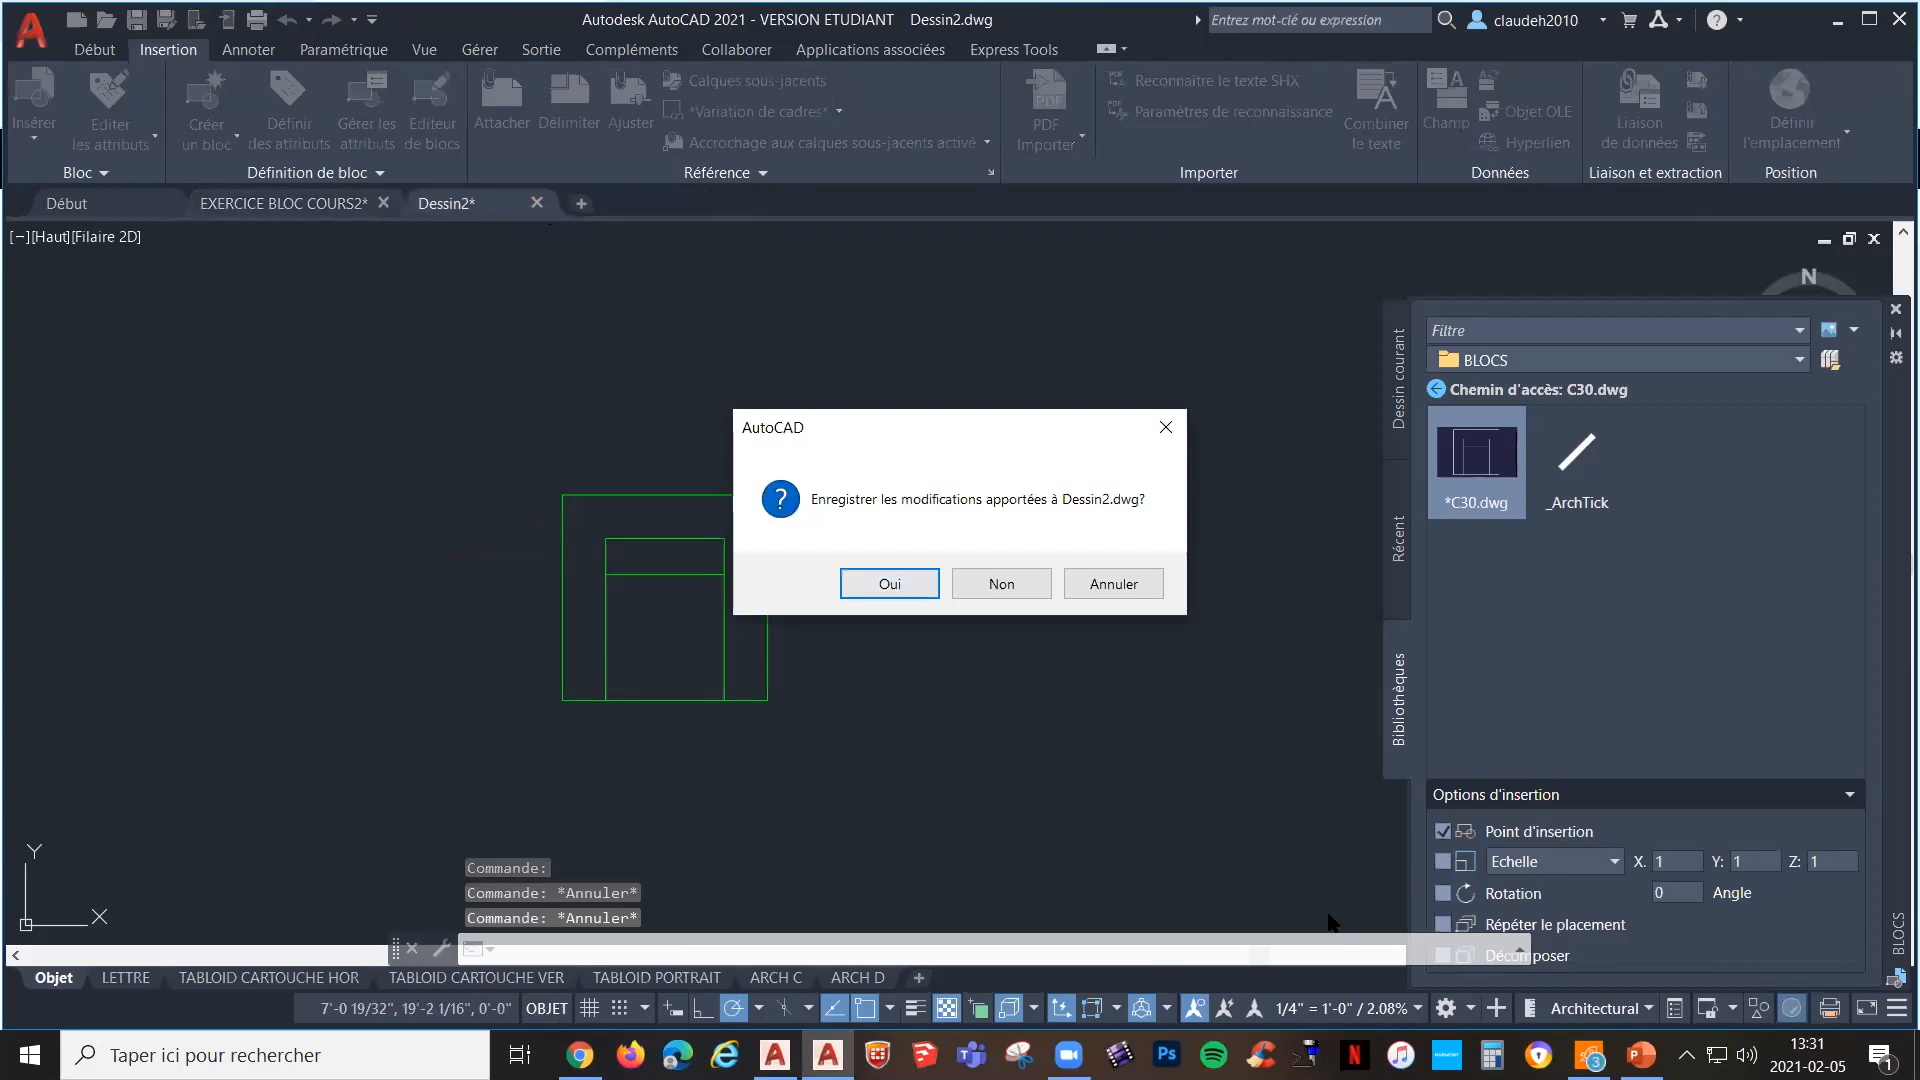 Autodesk AutoCAD 2021 - VERSION ETUDIANT Dessin2.dwg
Entrez mot-clé ou expression
claudeh2010
Début Insertion Annoter Paramétrique Vue Gérer Sortie Compléments Collaborer Applications associées Express Tools
Insérer
Editer
les attributs
Créer
un bloc
Définir
des attributs
Gérer les
attributs
Editeur
de blocs
Attacher
Délimiter
Ajuster
Calques sous-jacents
*Variation de cadres*
Accrochage aux calques sous-jacents activé
PDF
PDF
Importer
Reconnaître le texte SHX
PDF
Paramètres de reconnaissance
Combiner
le texte
Champ
Objet OLE
Hyperlien
Liaison
de données
Définir
l'emplacement
Bloc
Définition de bloc
Référence
Importer
Données
Liaison et extraction
Position
Début
EXERCICE BLOC COURS2*
Dessin2*
[−][Haut][Filaire 2D]
N
Dessin courant
Récent
Bibliothèques
Filtre
BLOCS
Chemin d'accès: C30.dwg
*C30.dwg
_ArchTick
AutoCAD
Enregistrer les modifications apportées à Dessin2.dwg?
Oui
Non
Annuler
Options d'insertion
Point d'insertion
Echelle X. 1 Y: 1 Z: 1
Rotation 0 Angle
Répéter le placement
Décomposer
BLOCS
Y
X
Commande:
Commande: *Annuler*
Commande: *Annuler*
Objet LETTRE TABLOID CARTOUCHE HOR TABLOID CARTOUCHE VER TABLOID PORTRAIT ARCH C ARCH D
7'-0 19/32", 19'-2 1/16", 0'-0" OBJET
1/4" = 1'-0" / 2.08%
Architectural
Taper ici pour rechercher
Ps
N
3
P
13:31
2021-02-05
1